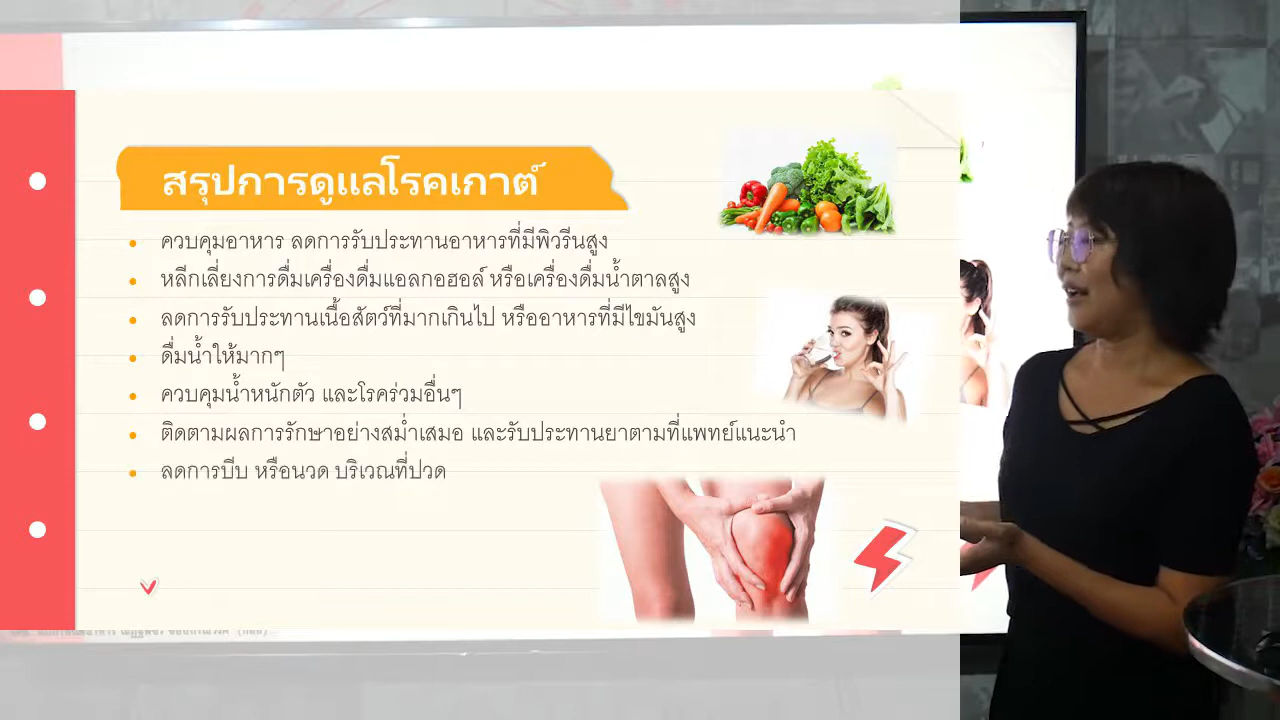 สรุปการดูแลโรคเกาต์
• ควบคุมอาหาร ลดการรับประทานอาหารที่มีพิวรีนสูง
• หลีกเลี่ยงการดื่มเครื่องดื่มแอลกอฮอล์ หรือเครื่องดื่มน้ำตาลสูง
• ลดการรับประทานเนื้อสัตว์ที่มากเกินไป หรืออาหารที่มีไขมันสูง
• ดื่มน้ำให้มากๆ
• ควบคุมน้ำหนักตัว และโรคร่วมอื่นๆ
• ติดตามผลการรักษาอย่างสม่ำเสมอ และรับประทานยาตามที่แพทย์แนะนำ
• ลดการบีบ หรือนวด บริเวณที่ปวด